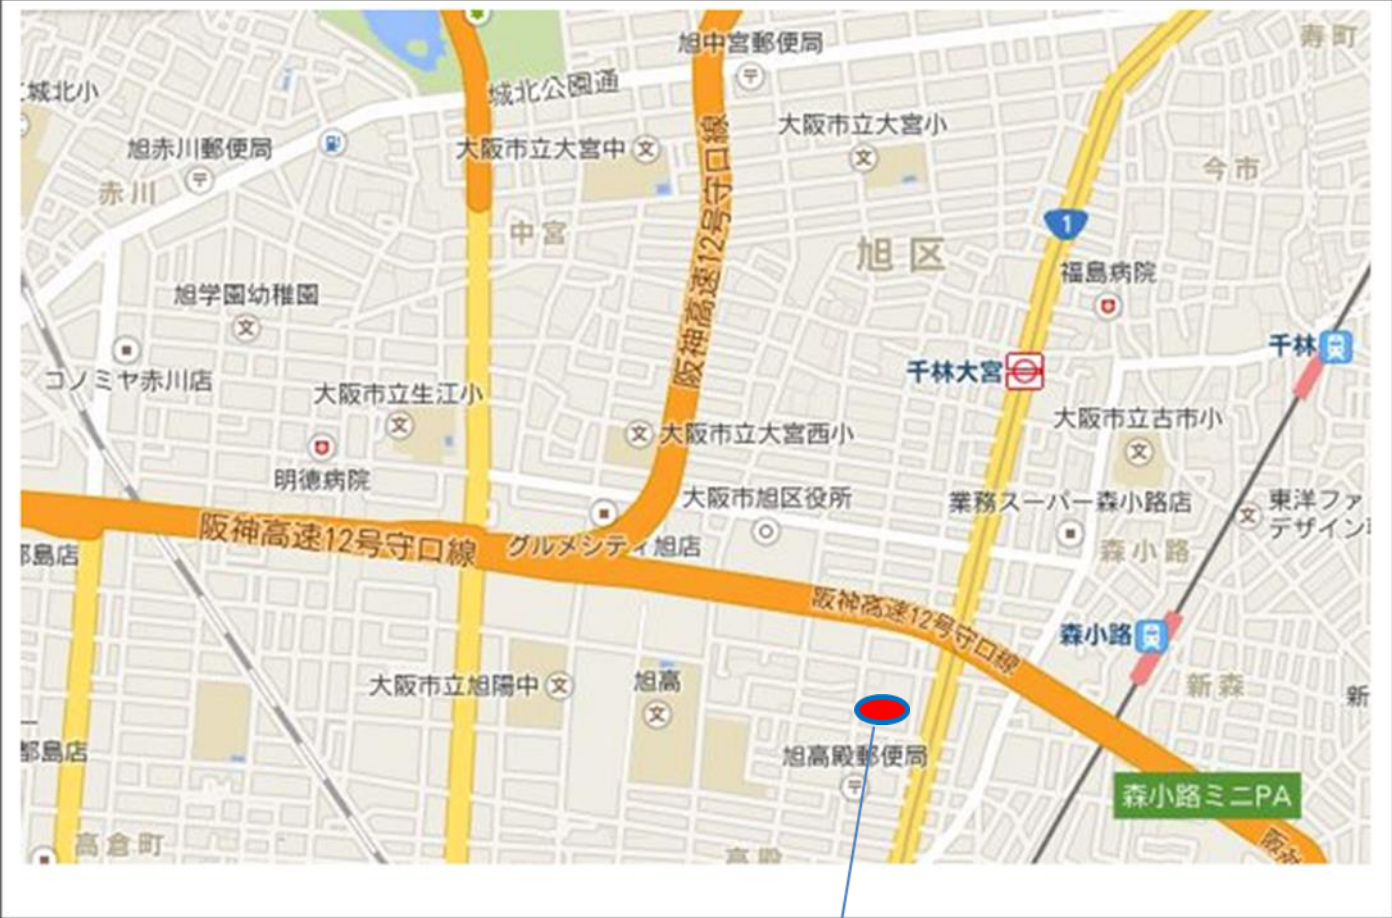 寿町
旭中宮郵便局
城北小
城北公園通
旭赤川郵便局
大阪市立大宮中
大阪市立大宮小
今市
赤川
阪神高速12号守口線
中宮
1
旭区
福島病院
旭学園幼稚園
千林
コノミヤ赤川店
千林大宮
大阪市立生江小
大阪市立古市小
大阪市立大宮西小
明徳病院
大阪市旭区役所
業務スーパー森小路店
東洋ファ
デザイン
阪神高速12号守口線
グルメシティ旭店
森小路
島店
阪神高速12号守口線
森小路
大阪市立旭陽中
旭高
新森
新
都島店
旭高殿郵便局
森小路ミニPA
高倉町
高殿
阪神